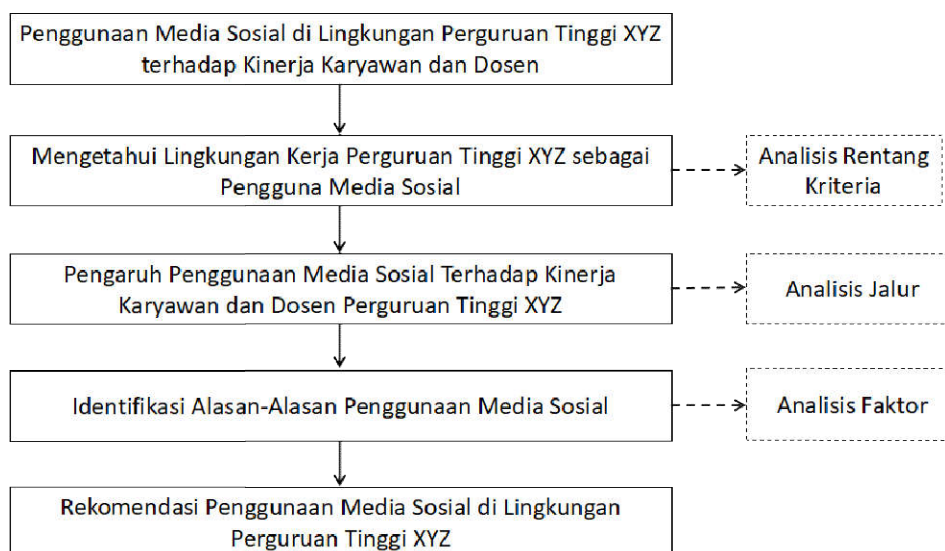 Penggunaan Media Sosial di Lingkungan Perguruan Tinggi XYZ
terhadap Kinerja Karyawan dan Dosen
Mengetahui Lingkungan Kerja Perguruan Tinggi XYZ sebagai
Pengguna Media Sosial
Analisis Rentang
Kriteria
Pengaruh Penggunaan Media Sosial Terhadap Kinerja
Karyawan dan Dosen Perguruan Tinggi XYZ
Analisis Jalur
Identifikasi Alasan-Alasan Penggunaan Media Sosial
Analisis Faktor
Rekomendasi Penggunaan Media Sosial di Lingkungan
Perguruan Tinggi XYZ